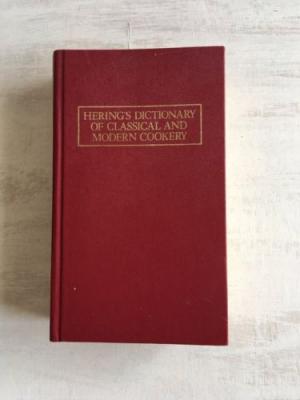 HERING'S DICTIONARY
OF CLASSICAL AND
MODERN COOKERY